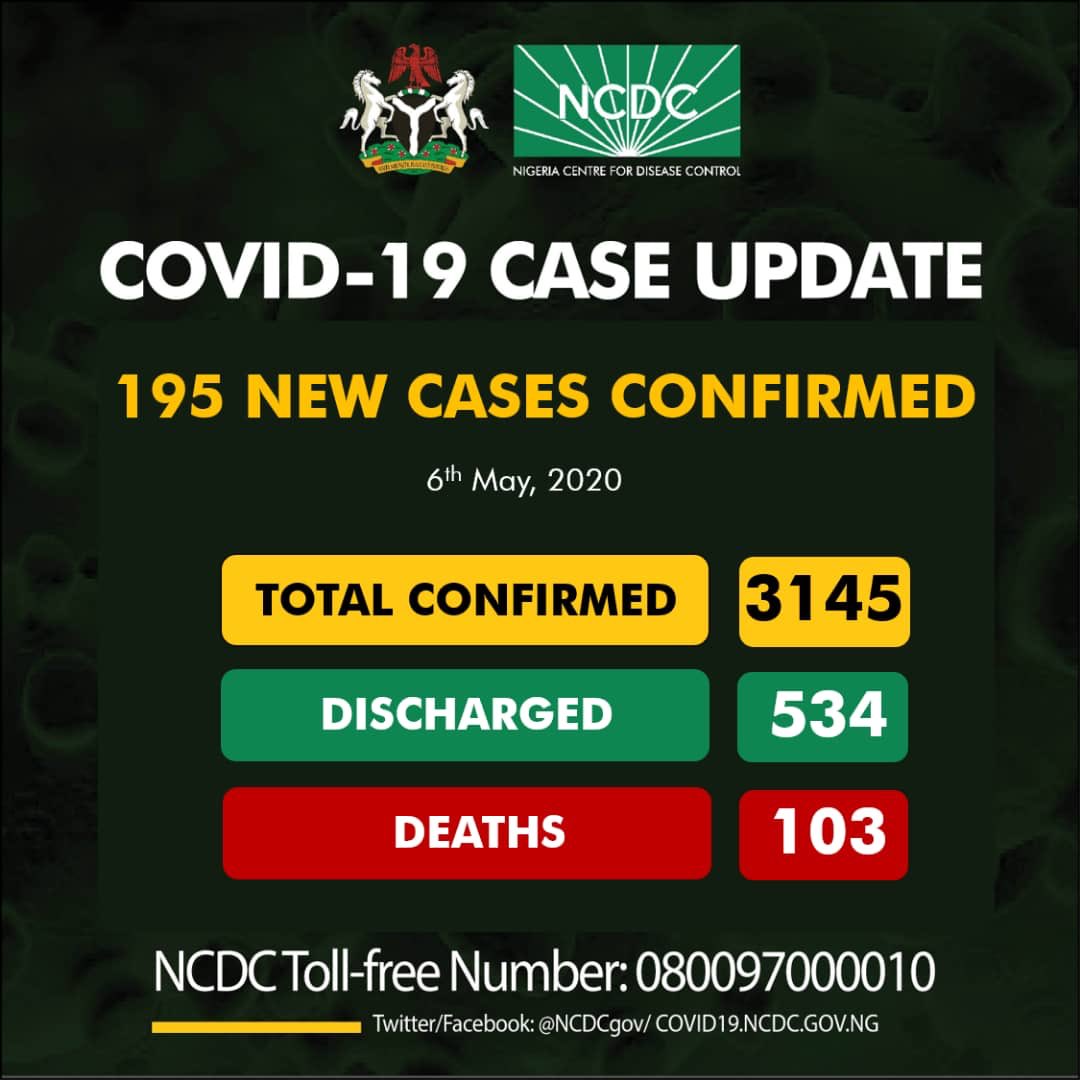 NCDC
NIGERIA CENTRE FOR DISEASE CONTROL
COVID-19 CASE UPDATE
195 NEW CASES CONFIRMED
6th May, 2020
TOTAL CONFIRMED 3145
DISCHARGED 534
DEATHS 103
NCDC Toll-free Number: 080097000010
Twitter/Facebook: @NCDCgov/ COVID19.NCDC.GOV.NG